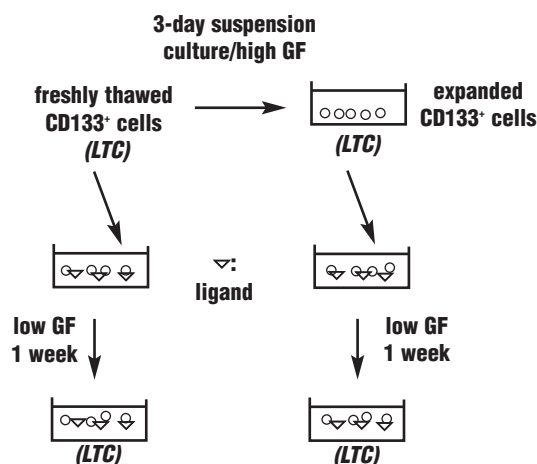 3-day suspension
culture/high GF
freshly thawed
CD133⁺ cells
(LTC)
expanded
CD133⁺ cells
(LTC)
▽:
ligand
low GF
1 week
low GF
1 week
(LTC)
(LTC)